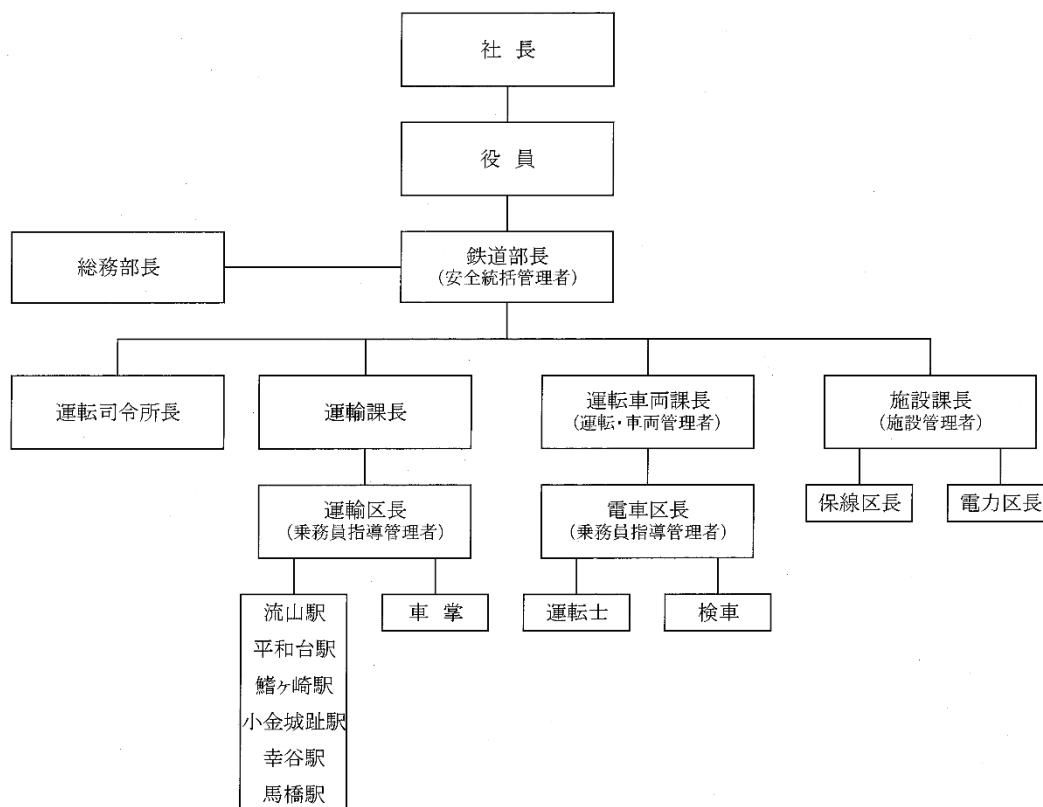 社 長
役 員
総務部長
鉄道部長
(安全統括管理者)
運転司令所長
運輸課長
運転車両課長
(運転・車両管理者)
施設課長
(施設管理者)
運輸区長
(乗務員指導管理者)
電車区長
(乗務員指導管理者)
保線区長
電力区長
流山駅
平和台駅
鰭ヶ崎駅
小金城趾駅
幸谷駅
馬橋駅
車 掌
運転士
検車